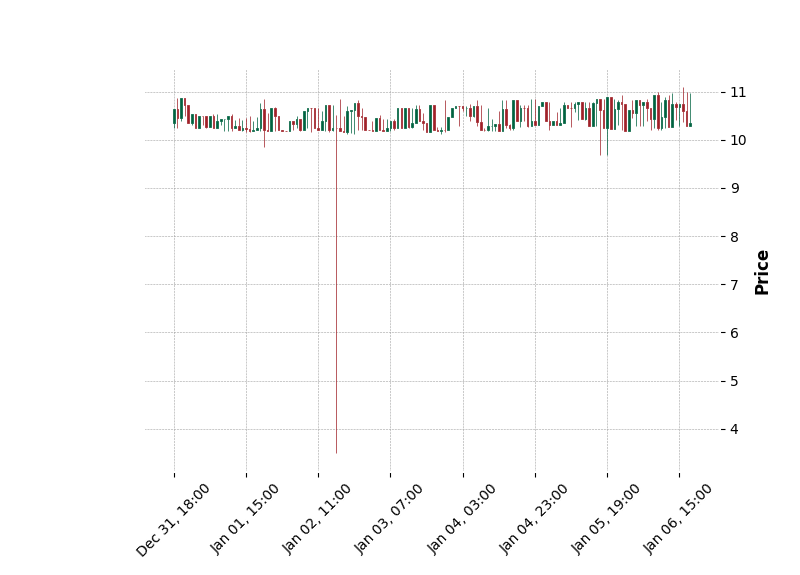 11
10
9
8
7
6
5
4
Price
Dec 31, 18:00
Jan 01, 15:00
Jan 02, 11:00
Jan 03, 07:00
Jan 04, 03:00
Jan 04, 23:00
Jan 05, 19:00
Jan 06, 15:00